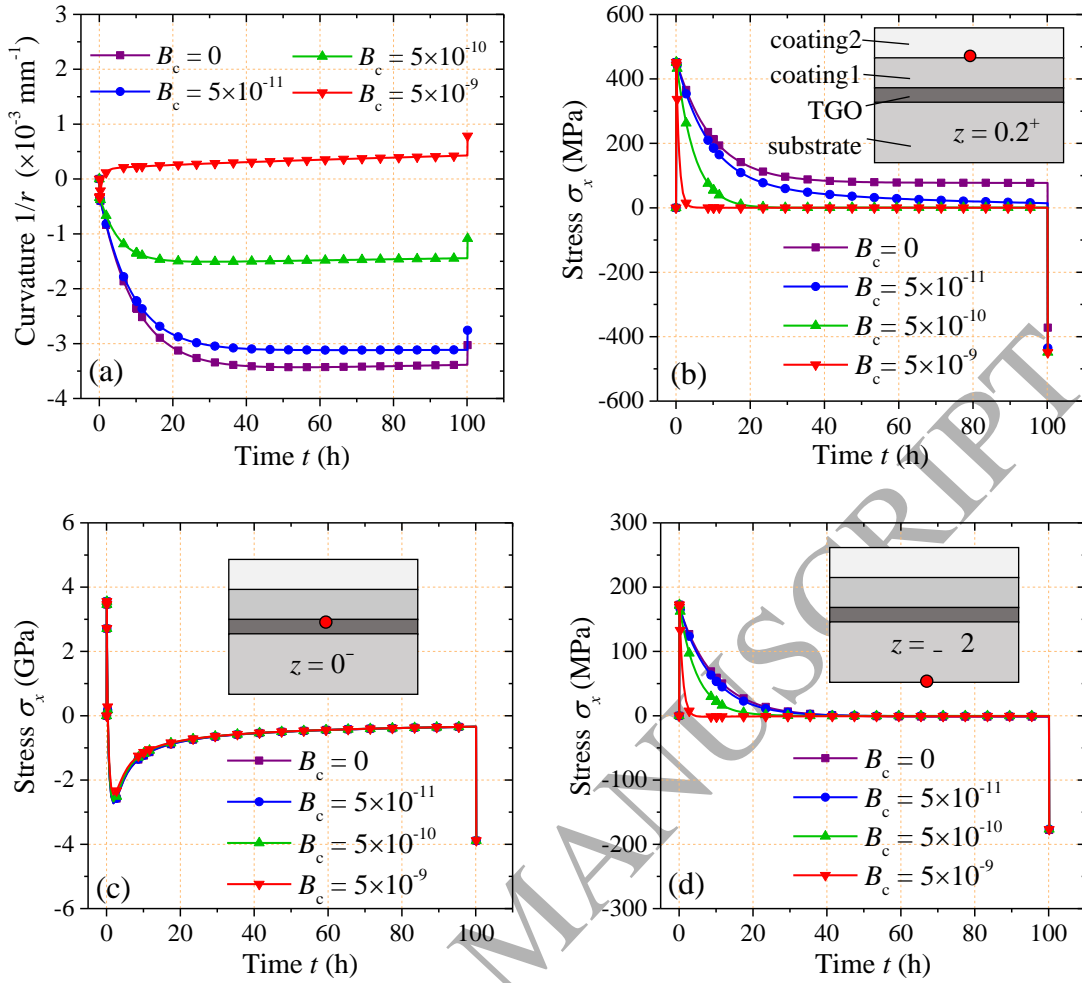 3
2
1
0
-1
-2
-3
-4
Curvature 1/r (×10⁻³ mm⁻¹)
B_c = 0
B_c = 5×10⁻¹¹
B_c = 5×10⁻¹⁰
B_c = 5×10⁻⁹
(a)
0 20 40 60 80 100
Time t (h)
600
400
200
0
-200
-400
-600
Stress σ_x (MPa)
coating2
coating1
TGO
substrate
z = 0.2⁺
B_c = 0
B_c = 5×10⁻¹¹
B_c = 5×10⁻¹⁰
B_c = 5×10⁻⁹
(b)
0 20 40 60 80 100
Time t (h)
6
4
2
0
-2
-4
-6
Stress σ_x (GPa)
z = 0⁻
B_c = 0
B_c = 5×10⁻¹¹
B_c = 5×10⁻¹⁰
B_c = 5×10⁻⁹
(c)
0 20 40 60 80 100
Time t (h)
300
200
100
0
-100
-200
-300
Stress σ_x (MPa)
z = – 2
B_c = 0
B_c = 5×10⁻¹¹
B_c = 5×10⁻¹⁰
B_c = 5×10⁻⁹
(d)
0 20 40 60 80 100
Time t (h)
MANUSCRIPT